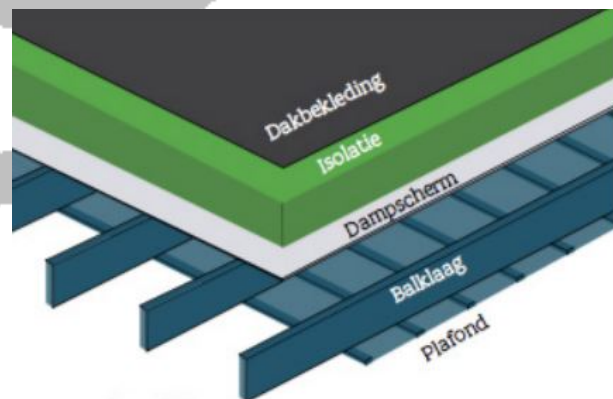 Dakbekleding
Isolatie
Dampscherm
Balklaag
Plafond